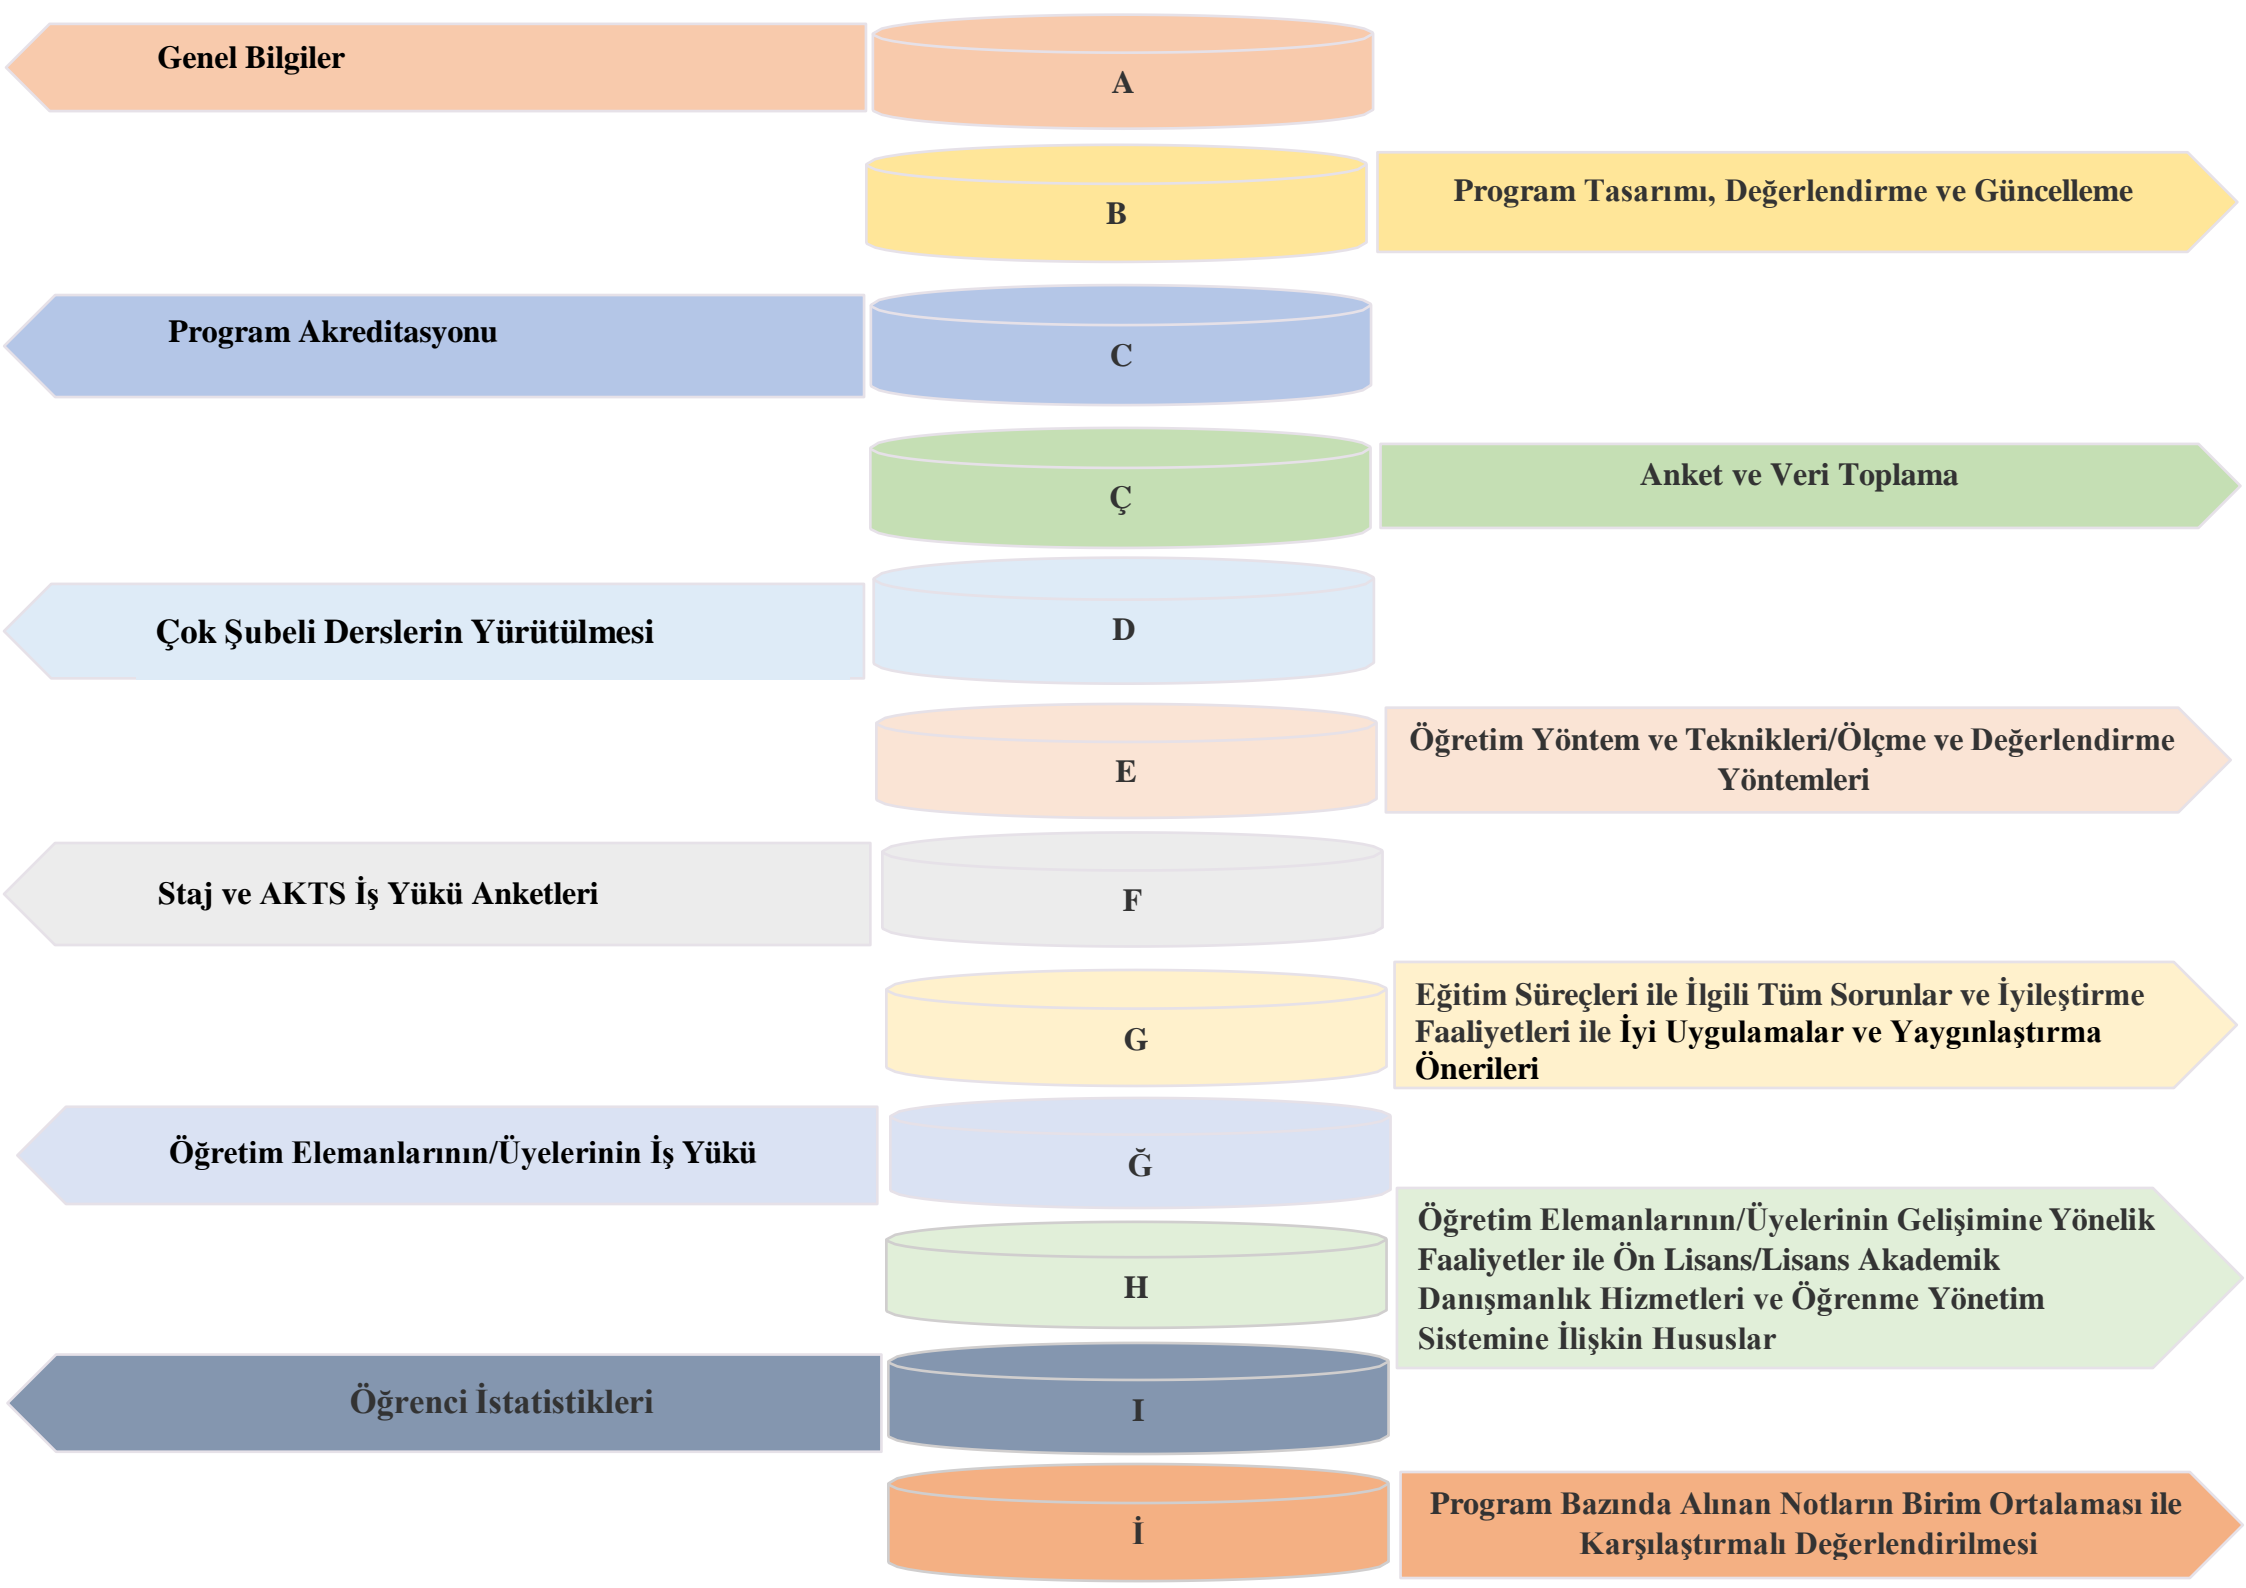 Genel Bilgiler
A
B
Program Tasarımı, Değerlendirme ve Güncelleme
Program Akreditasyonu
C
Ç
Anket ve Veri Toplama
Çok Şubeli Derslerin Yürütülmesi
D
E
Öğretim Yöntem ve Teknikleri/Ölçme ve Değerlendirme
Yöntemleri
Staj ve AKTS İş Yükü Anketleri
F
G
Eğitim Süreçleri ile İlgili Tüm Sorunlar ve İyileştirme
Faaliyetleri ile İyi Uygulamalar ve Yaygınlaştırma
Önerileri
Öğretim Elemanlarının/Üyelerinin İş Yükü
Ğ
H
Öğretim Elemanlarının/Üyelerinin Gelişimine Yönelik
Faaliyetler ile Ön Lisans/Lisans Akademik
Danışmanlık Hizmetleri ve Öğrenme Yönetim
Sistemine İlişkin Hususlar
Öğrenci İstatistikleri
I
İ
Program Bazında Alınan Notların Birim Ortalaması ile
Karşılaştırmalı Değerlendirilmesi